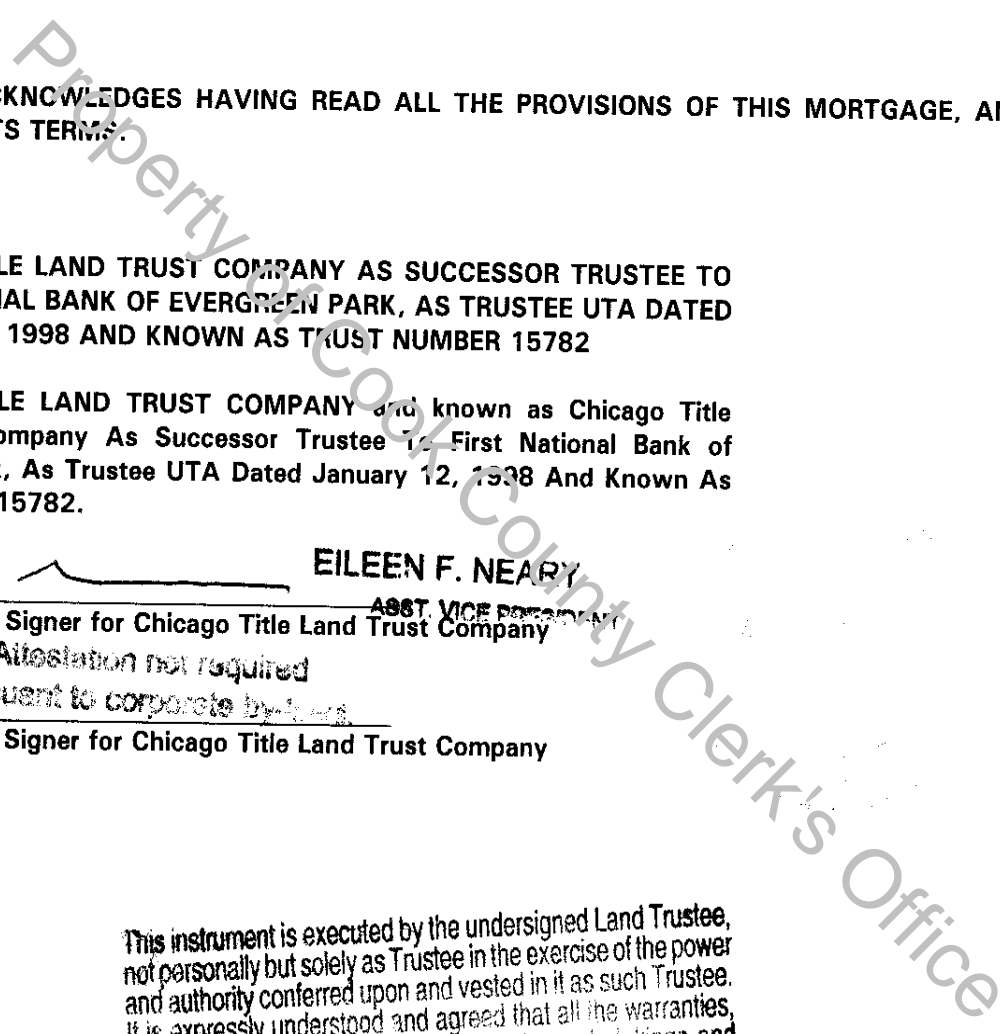 KNOWLEDGES HAVING READ ALL THE PROVISIONS OF THIS MORTGAGE, A
TS TERMS.
LE LAND TRUST COMPANY AS SUCCESSOR TRUSTEE TO
AL BANK OF EVERGREEN PARK, AS TRUSTEE UTA DATED
1998 AND KNOWN AS TRUST NUMBER 15782
LE LAND TRUST COMPANY and known as Chicago Title
ompany As Successor Trustee To First National Bank of
, As Trustee UTA Dated January 12, 1998 And Known As
15782.
EILEEN F. NEARY
ASST. VICE PRESIDENT
Signer for Chicago Title Land Trust Company
Attestation not required
uant to corporate by-laws.
Signer for Chicago Title Land Trust Company
This instrument is executed by the undersigned Land Trustee,
not personally but solely as Trustee in the exercise of the power
and authority conferred upon and vested in it as such Trustee.
It is expressly understood and agreed that all the warranties,
and
Property of Cook County Clerk's Office